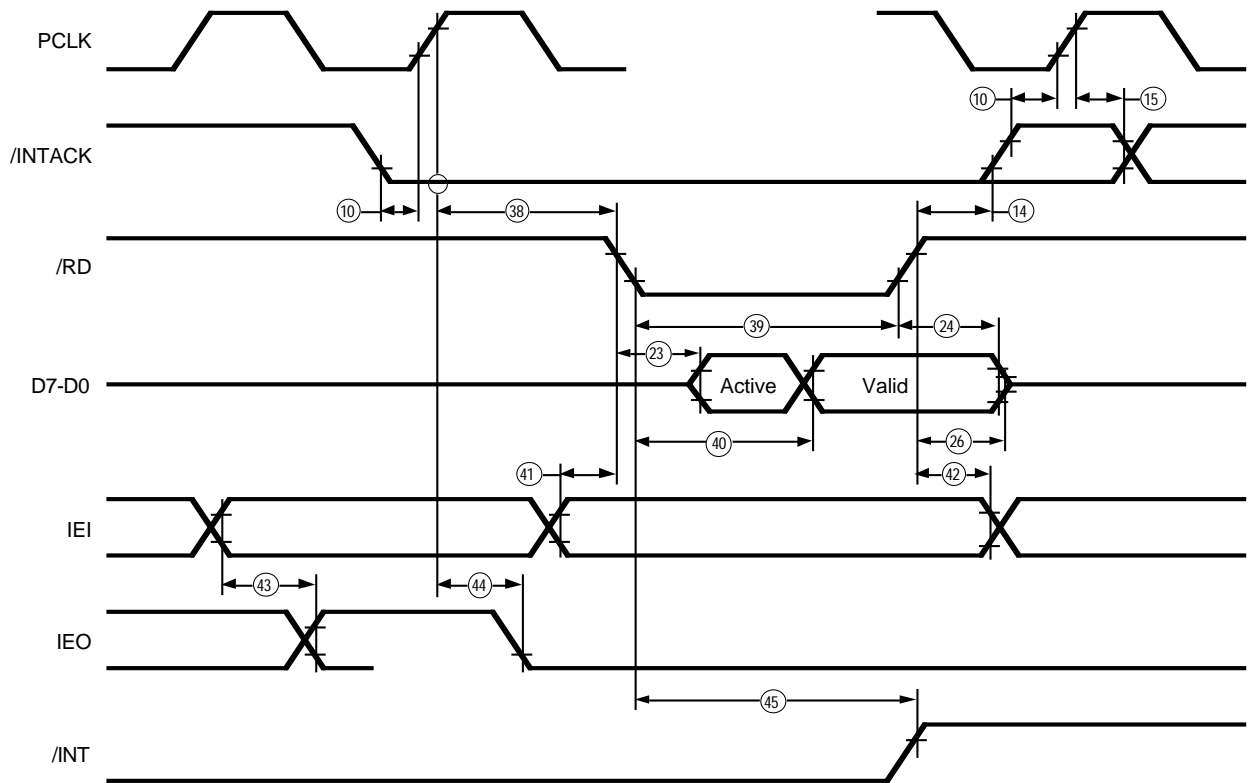 PCLK
10
15
/INTACK
10
38
14
/RD
39
24
23
D7-D0
Active
Valid
40
26
41
42
IEI
43
44
IEO
45
/INT